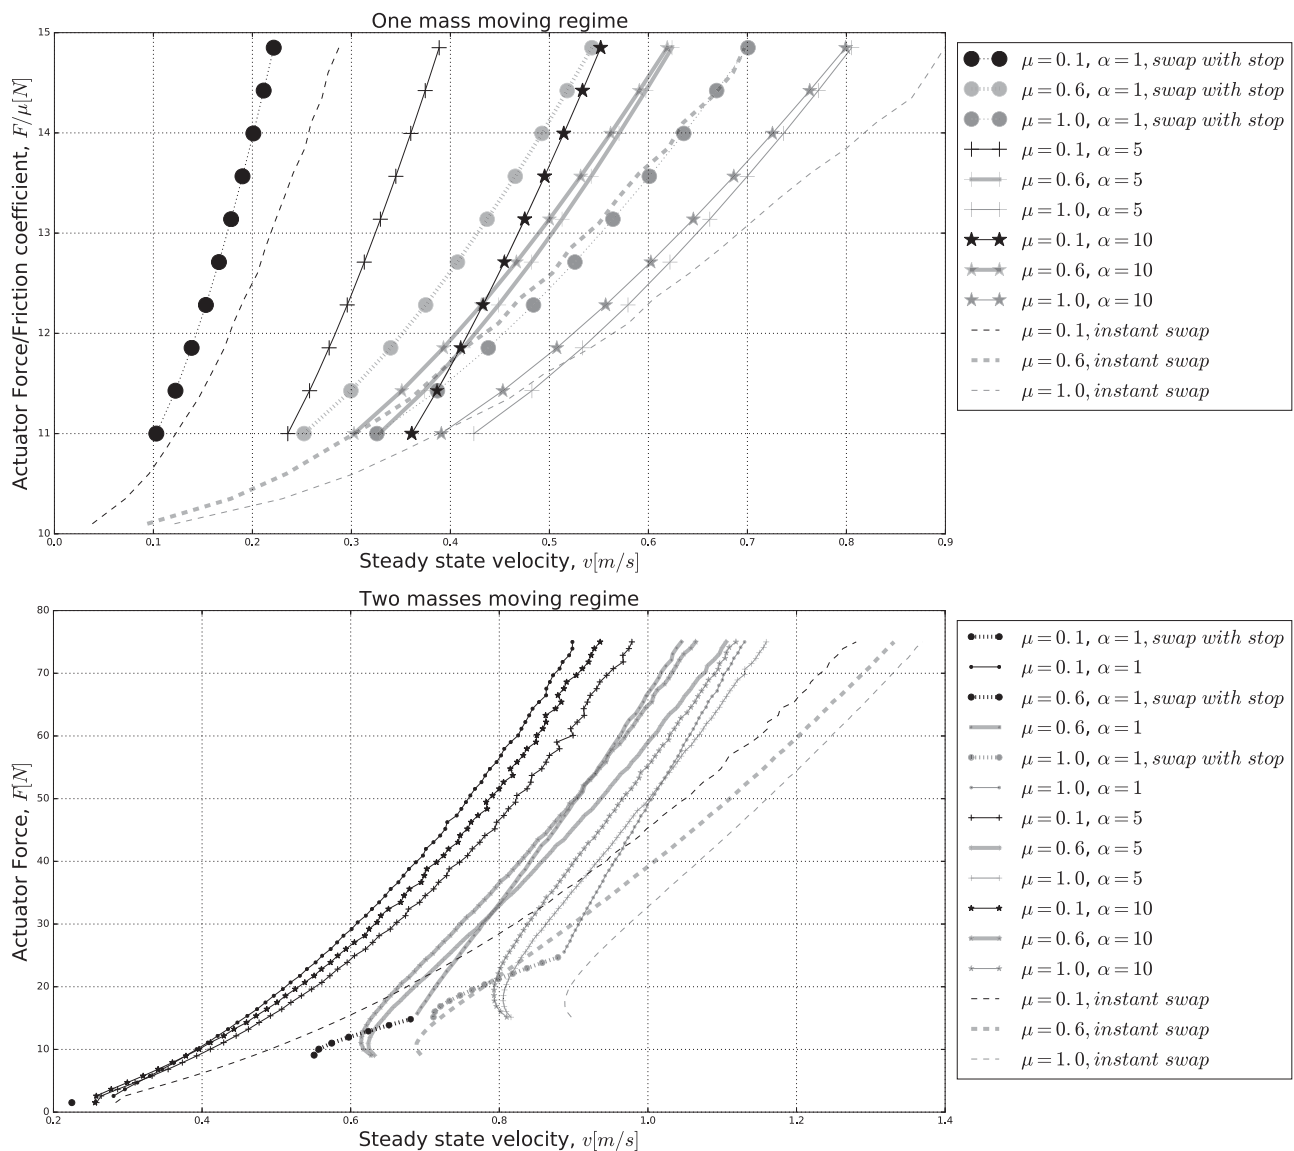 One mass moving regime
Actuator Force/Friction coefficient, F/μ[N]
15
14
13
12
11
10
0.0 0.1 0.2 0.3 0.4 0.5 0.6 0.7 0.8 0.9
Steady state velocity, v[m/s]
μ = 0.1, α = 1, swap with stop
μ = 0.6, α = 1, swap with stop
μ = 1.0, α = 1, swap with stop
μ = 0.1, α = 5
μ = 0.6, α = 5
μ = 1.0, α = 5
μ = 0.1, α = 10
μ = 0.6, α = 10
μ = 1.0, α = 10
μ = 0.1, instant swap
μ = 0.6, instant swap
μ = 1.0, instant swap
Two masses moving regime
Actuator Force, F[N]
80
70
60
50
40
30
20
10
0
0.2 0.4 0.6 0.8 1.0 1.2 1.4
Steady state velocity, v[m/s]
μ = 0.1, α = 1, swap with stop
μ = 0.1, α = 1
μ = 0.6, α = 1, swap with stop
μ = 0.6, α = 1
μ = 1.0, α = 1, swap with stop
μ = 1.0, α = 1
μ = 0.1, α = 5
μ = 0.6, α = 5
μ = 1.0, α = 5
μ = 0.1, α = 10
μ = 0.6, α = 10
μ = 1.0, α = 10
μ = 0.1, instant swap
μ = 0.6, instant swap
μ = 1.0, instant swap